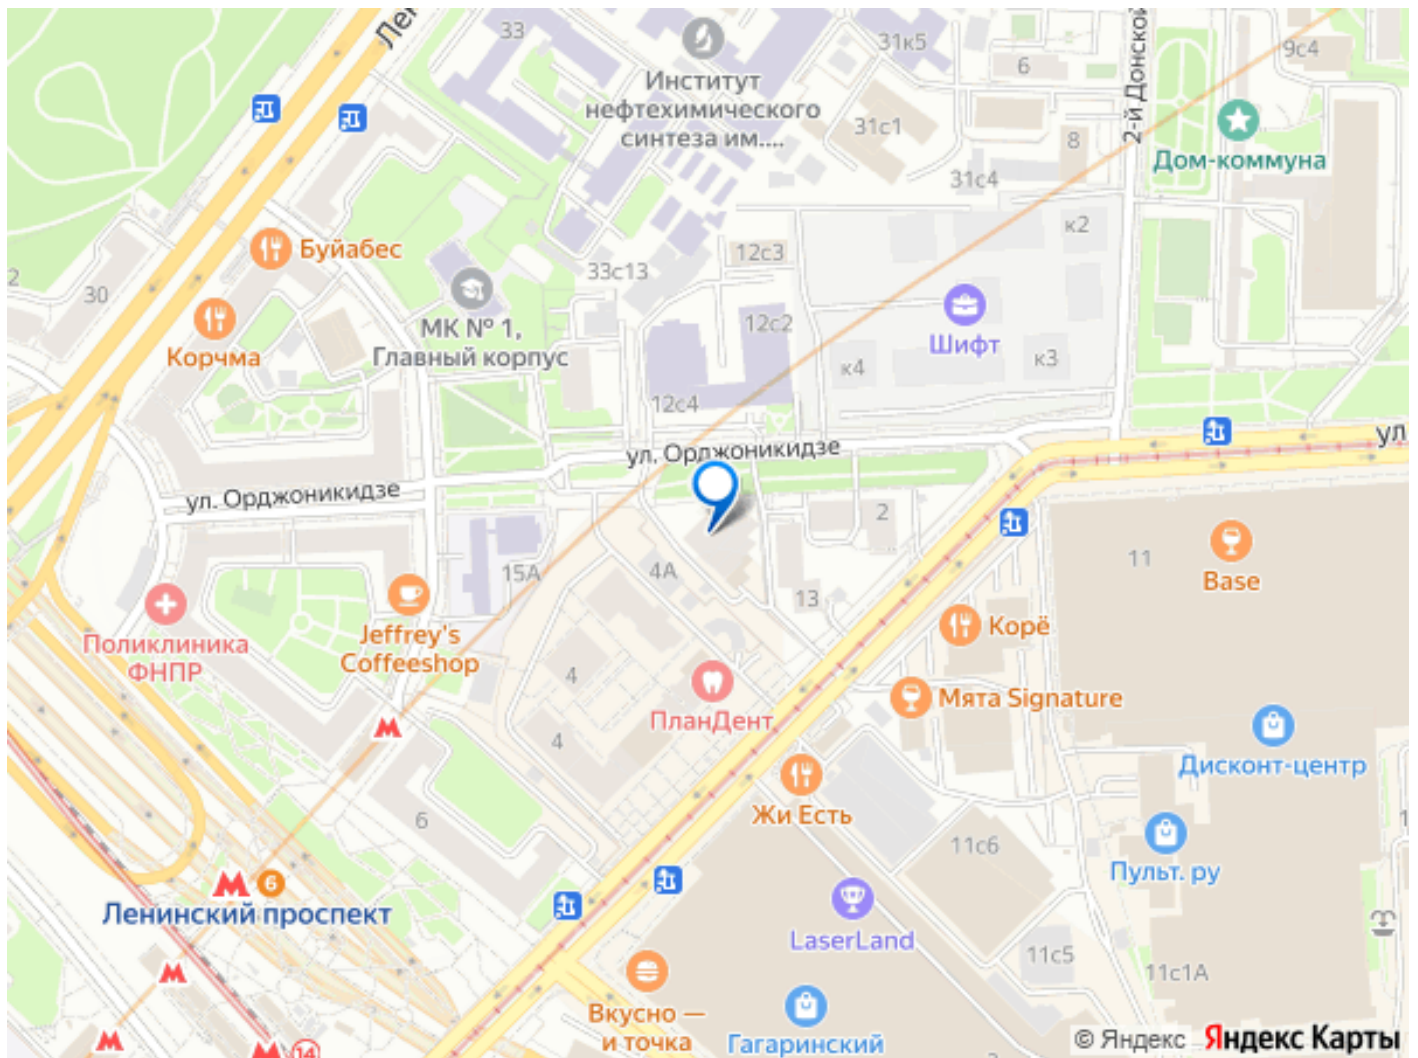 33
31к5
6
9с4
Институт
нефтехимического
синтеза им....
2-й Донской
31с1
8
Дом-коммуна
31с4
к2
Буйабес
12с3
33с13
2
30
МК № 1,
Главный корпус
12с2
Шифт
Корчма
к4
к3
12с4
ул. Орджоникидзе
ул
ул. Орджоникидзе
2
11
Base
15А
4А
13
Поликлиника
ФНПР
Jeffrey's
Coffeeshop
Корё
4
ПланДент
Мята Signature
4
Дисконт-центр
6
Жи Есть
11с6
Пульт. ру
6
Ленинский проспект
LaserLand
11с5
11с1А
Вкусно —
и точка
Гагаринский
14
© Яндекс Яндекс Карты